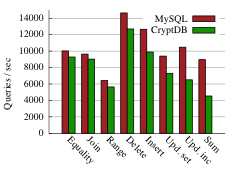 MySQL
CryptDB
Queries / sec
14000
12000
10000
8000
6000
4000
2000
0
Equality
Join
Range
Delete
Insert
Upd. set
Upd. inc
Sum